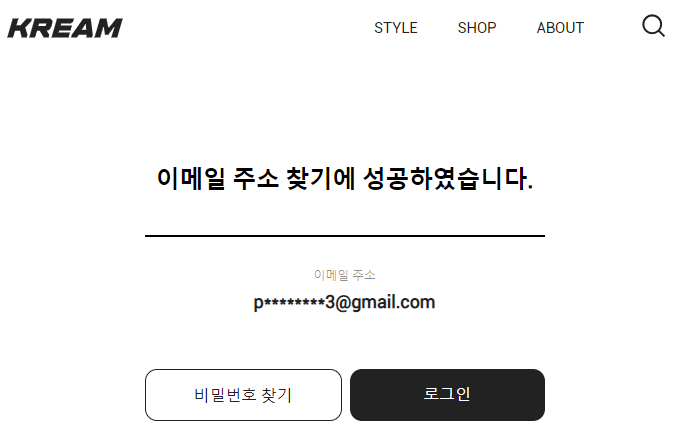 KREAM
STYLE SHOP ABOUT
이메일 주소 찾기에 성공하였습니다.
이메일 주소
p********3@gmail.com
비밀번호 찾기 로그인